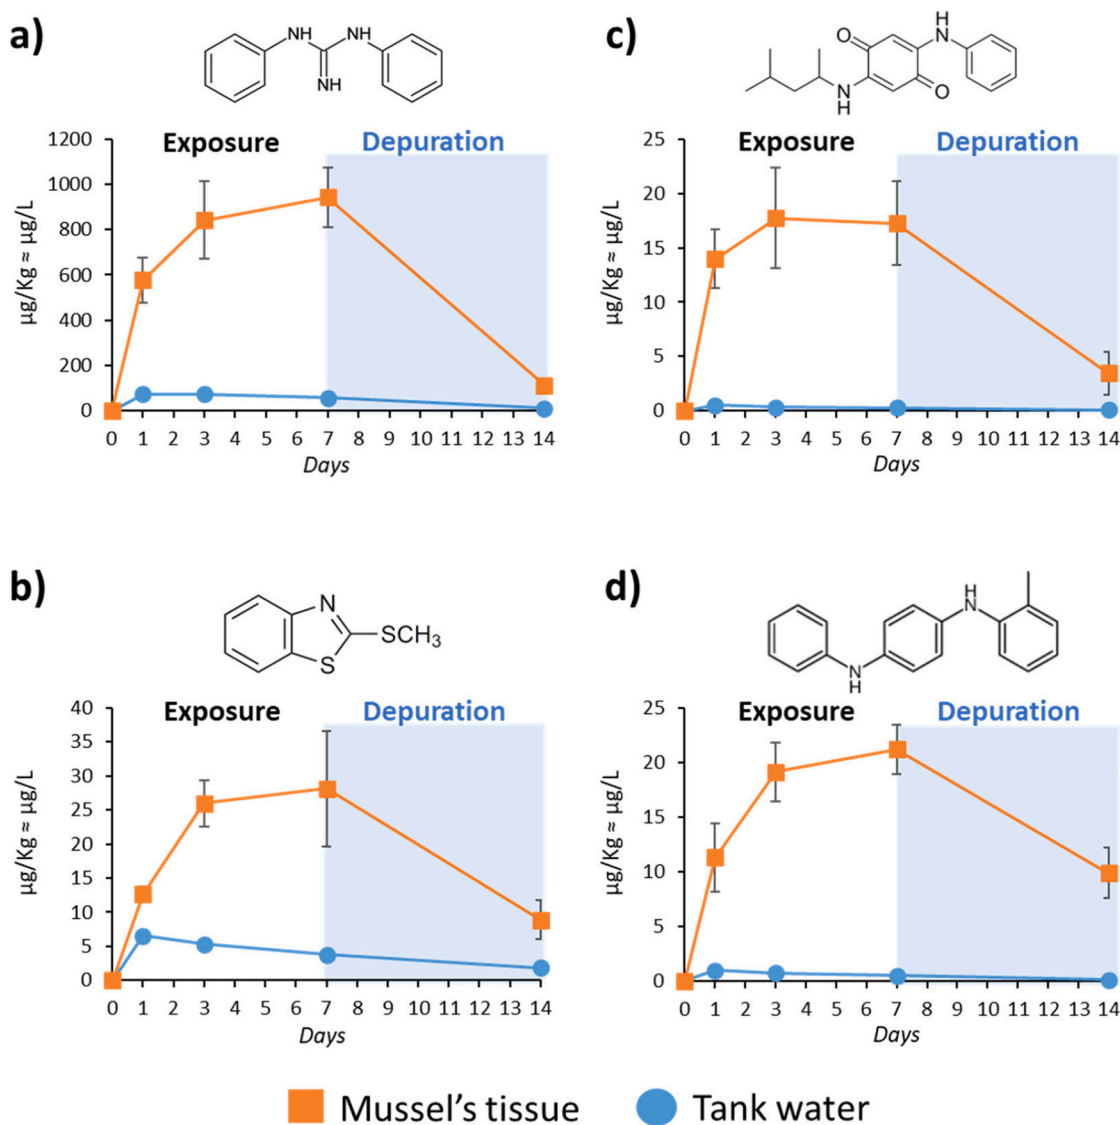 a)
NH
NH
NH
Exposure
Depuration
1200
1000
800
600
400
200
0
µg/Kg ≈ µg/L
0 1 2 3 4 5 6 7 8 9 10 11 12 13 14
Days
c)
O
H
N
N
H
O
Exposure
Depuration
25
20
15
10
5
0
µg/Kg ≈ µg/L
0 1 2 3 4 5 6 7 8 9 10 11 12 13 14
Days
b)
N
S
SCH3
Exposure
Depuration
40
35
30
25
20
15
10
5
0
µg/Kg ≈ µg/L
0 1 2 3 4 5 6 7 8 9 10 11 12 13 14
Days
d)
H
N
N
H
Exposure
Depuration
25
20
15
10
5
0
µg/Kg ≈ µg/L
0 1 2 3 4 5 6 7 8 9 10 11 12 13 14
Days
Mussel's tissue
Tank water